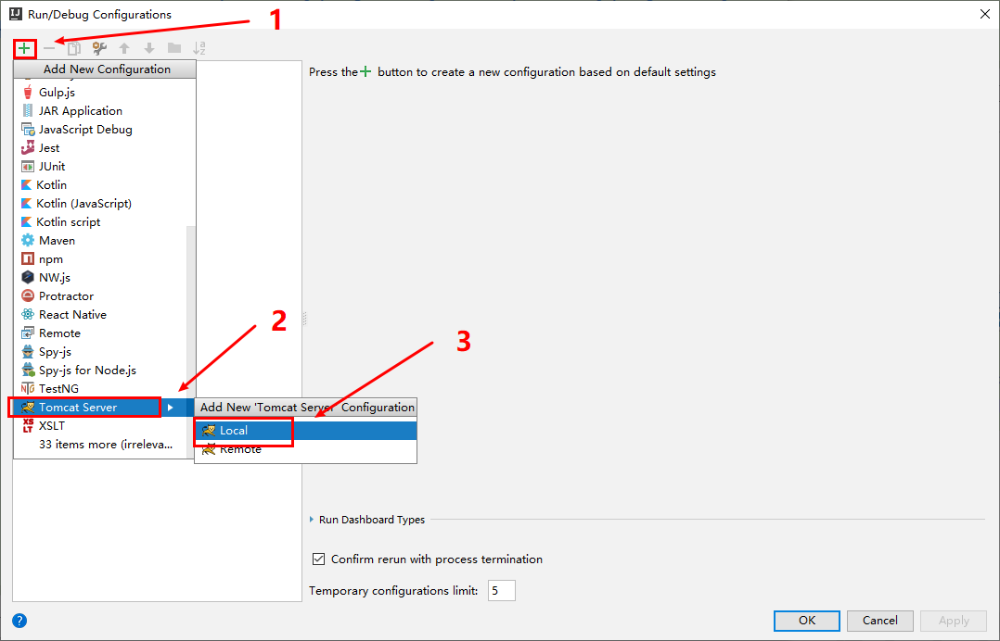 Run/Debug Configurations
1
Add New Configuration
Press the + button to create a new configuration based on default settings
Gulp.js
JAR Application
JavaScript Debug
Jest
JUnit
Kotlin
Kotlin (JavaScript)
Kotlin script
Maven
npm
NW.js
Protractor
React Native
2
Remote
3
Spy-js
Spy-js for Node.js
TestNG
Tomcat Server
Add New 'Tomcat Server' Configuration
XSLT
Local
33 items more (irreleva...
Remote
Run Dashboard Types
Confirm rerun with process termination
Temporary configurations limit: 5
?
OK
Cancel
Apply